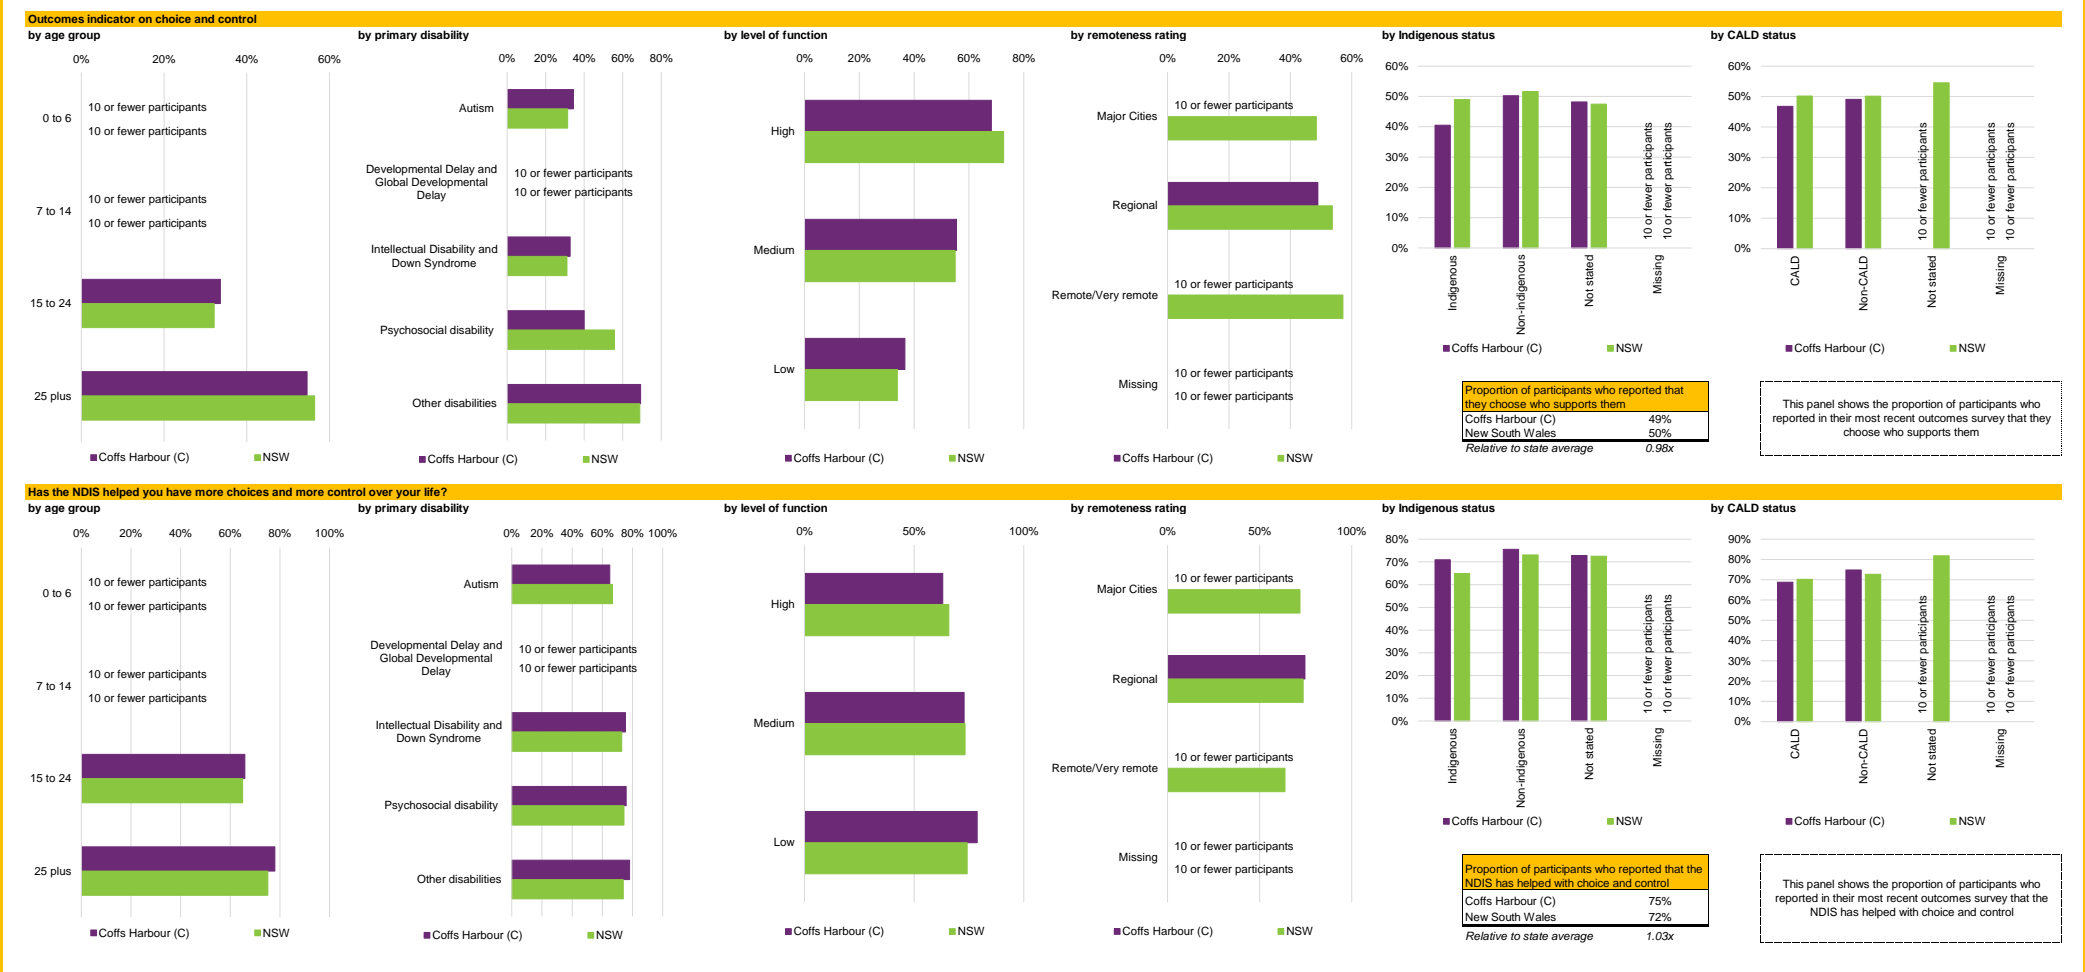 Outcomes indicator on choice and control
by age group
0% 20% 40% 60%
0 to 6
10 or fewer participants
10 or fewer participants
7 to 14
10 or fewer participants
10 or fewer participants
15 to 24
25 plus
Coffs Harbour (C) NSW
by primary disability
0% 20% 40% 60% 80%
Autism
Developmental Delay and
Global Developmental
Delay
10 or fewer participants
10 or fewer participants
Intellectual Disability and
Down Syndrome
Psychosocial disability
Other disabilities
Coffs Harbour (C) NSW
by level of function
0% 20% 40% 60% 80%
High
Medium
Low
Coffs Harbour (C) NSW
by remoteness rating
0% 20% 40% 60%
Major Cities
10 or fewer participants
Regional
Remote/Very remote
10 or fewer participants
Missing
10 or fewer participants
10 or fewer participants
Coffs Harbour (C) NSW
by Indigenous status
60%
50%
40%
30%
20%
10%
0%
10 or fewer participants
10 or fewer participants
Indigenous
Non-indigenous
Not stated
Missing
Coffs Harbour (C) NSW
by CALD status
60%
50%
40%
30%
20%
10%
0%
10 or fewer participants
10 or fewer participants
10 or fewer participants
CALD
Non-CALD
Not stated
Missing
Coffs Harbour (C) NSW
Proportion of participants who reported that
they choose who supports them
Coffs Harbour (C) 49%
New South Wales 50%
Relative to state average 0.98x
This panel shows the proportion of participants who
reported in their most recent outcomes survey that they
choose who supports them
Has the NDIS helped you have more choices and more control over your life?
by age group
0% 20% 40% 60% 80% 100%
0 to 6
10 or fewer participants
10 or fewer participants
7 to 14
10 or fewer participants
10 or fewer participants
15 to 24
25 plus
Coffs Harbour (C) NSW
by primary disability
0% 20% 40% 60% 80% 100%
Autism
Developmental Delay and
Global Developmental
Delay
10 or fewer participants
10 or fewer participants
Intellectual Disability and
Down Syndrome
Psychosocial disability
Other disabilities
Coffs Harbour (C) NSW
by level of function
0% 50% 100%
High
Medium
Low
Coffs Harbour (C) NSW
by remoteness rating
0% 50% 100%
Major Cities
10 or fewer participants
Regional
Remote/Very remote
10 or fewer participants
Missing
10 or fewer participants
10 or fewer participants
Coffs Harbour (C) NSW
by Indigenous status
80%
70%
60%
50%
40%
30%
20%
10%
0%
10 or fewer participants
10 or fewer participants
Indigenous
Non-indigenous
Not stated
Missing
Coffs Harbour (C) NSW
by CALD status
90%
80%
70%
60%
50%
40%
30%
20%
10%
0%
10 or fewer participants
10 or fewer participants
10 or fewer participants
CALD
Non-CALD
Not stated
Missing
Coffs Harbour (C) NSW
Proportion of participants who reported that the
NDIS has helped with choice and control
Coffs Harbour (C) 75%
New South Wales 72%
Relative to state average 1.03x
This panel shows the proportion of participants who
reported in their most recent outcomes survey that the
NDIS has helped with choice and control